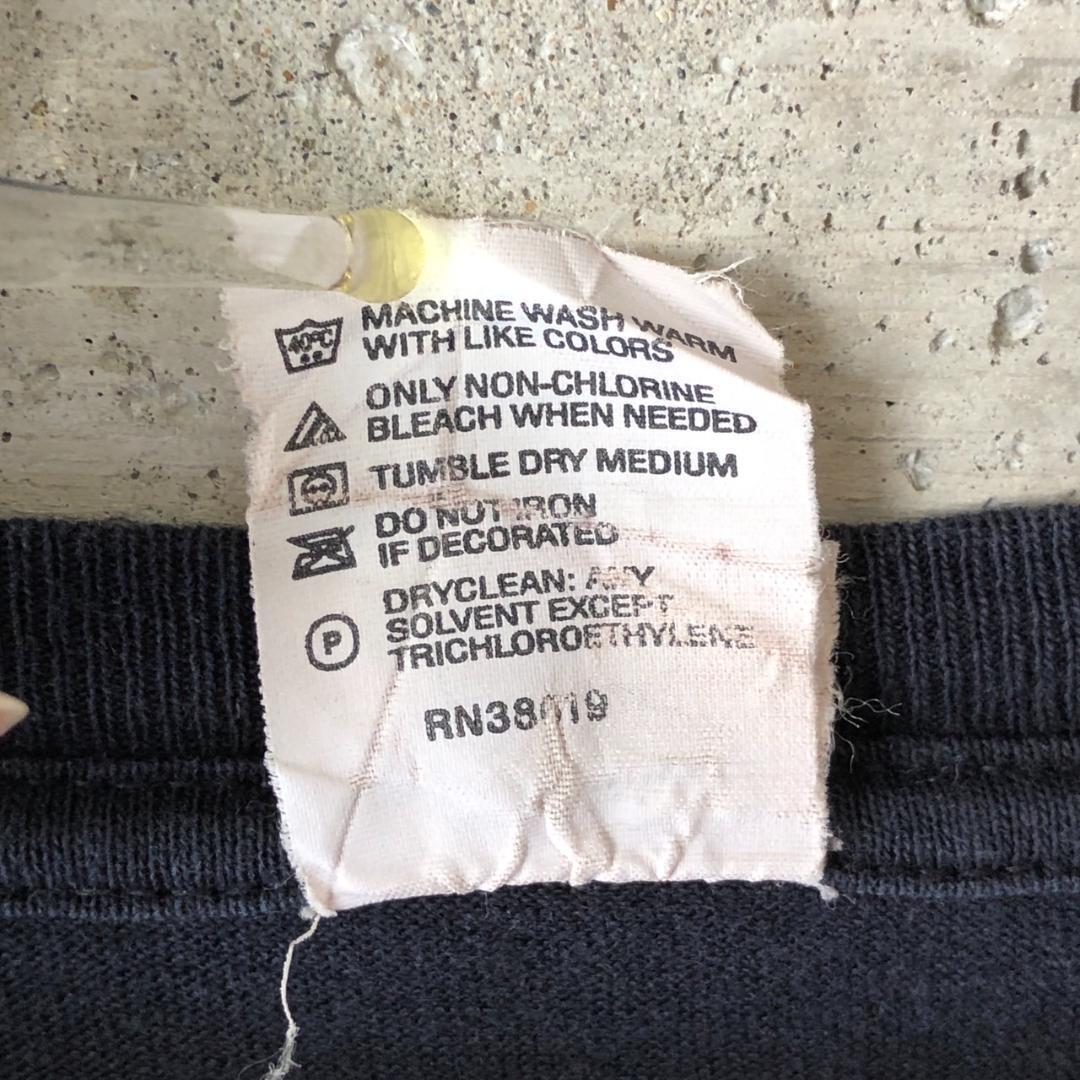 40°C
MACHINE WASH WARM
WITH LIKE COLORS
ONLY NON-CHLORINE
BLEACH WHEN NEEDED
TUMBLE DRY MEDIUM
DO NOT IRON
IF DECORATED
DRYCLEAN: ANY
SOLVENT EXCEPT
TRICHLOROETHYLENE
P